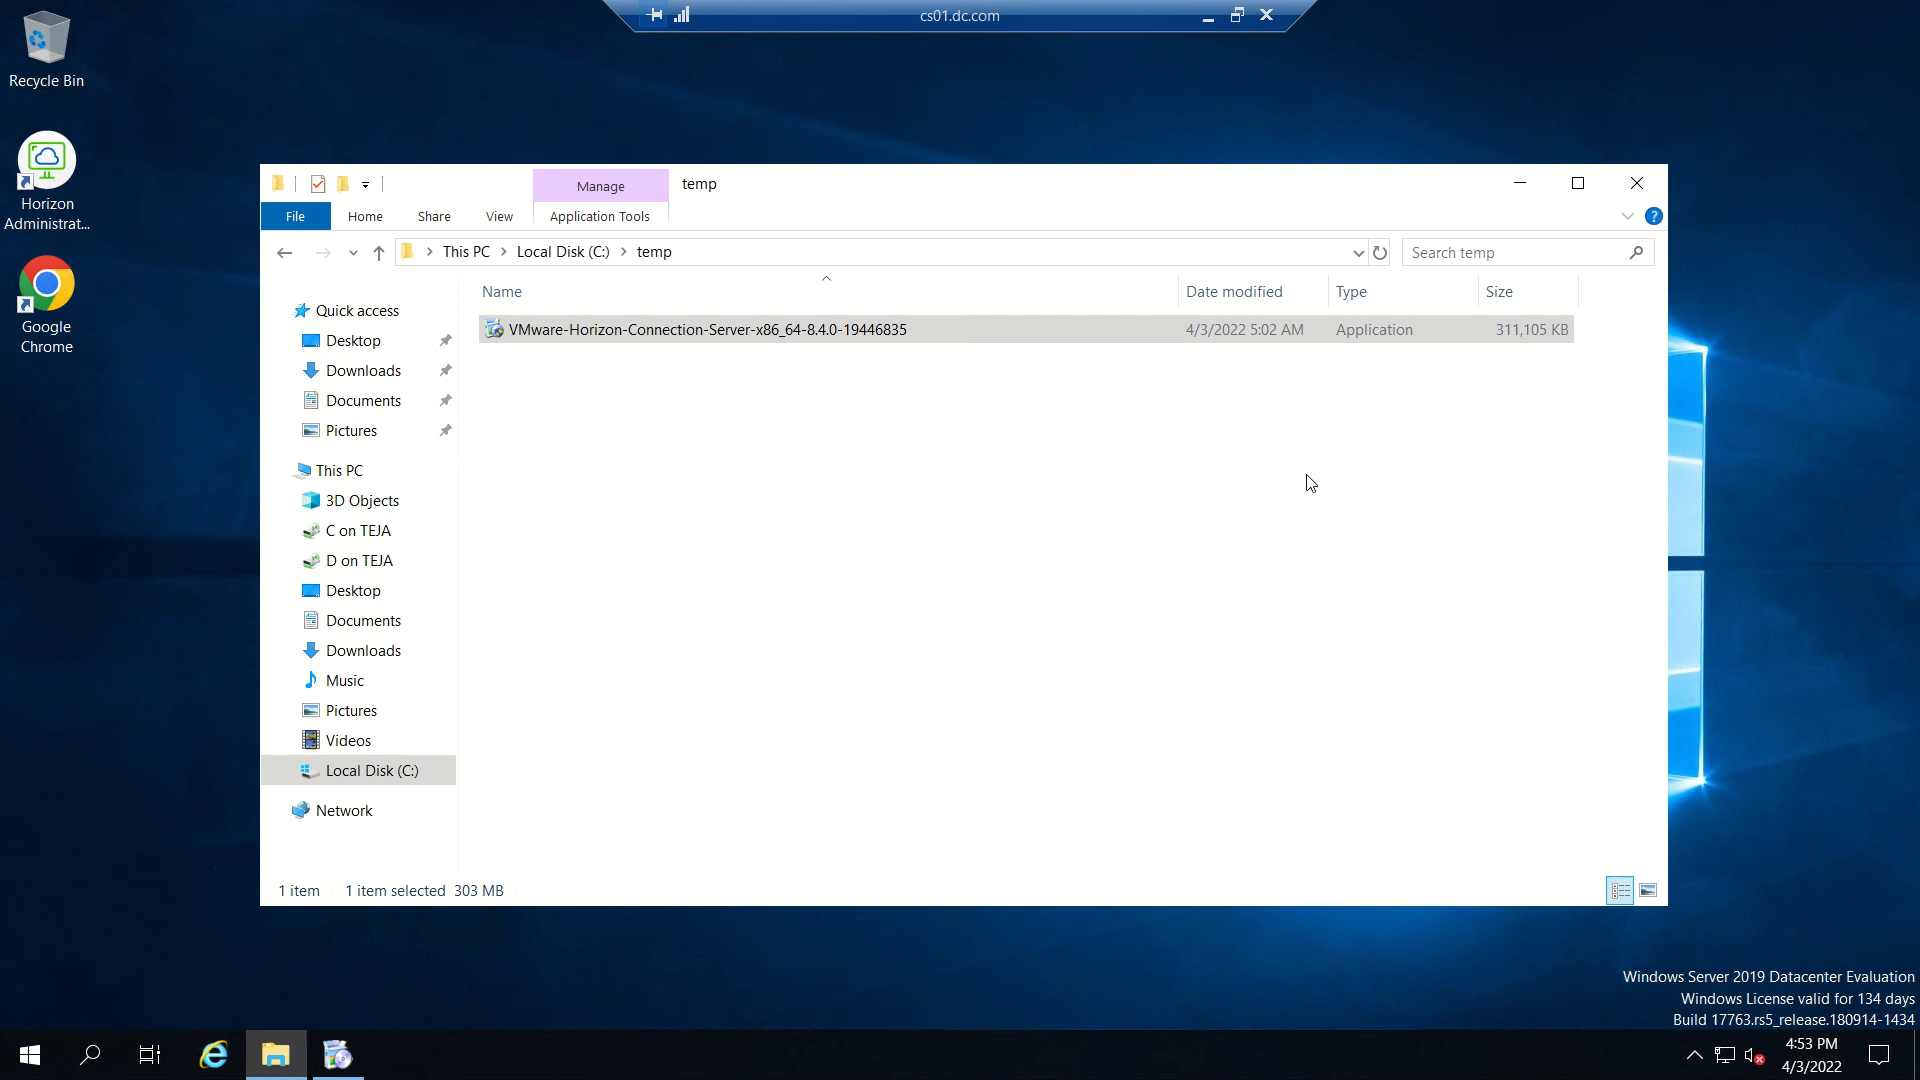 cs01.dc.com
Recycle Bin
Horizon
Administrat...
Google
Chrome
Manage
temp
File
Home
Share
View
Application Tools
?
This PC
Local Disk (C:)
temp
Search temp
Name
Date modified
Type
Size
VMware-Horizon-Connection-Server-x86_64-8.4.0-19446835
4/3/2022 5:02 AM
Application
311,105 KB
Quick access
Desktop
Downloads
Documents
Pictures
This PC
3D Objects
C on TEJA
D on TEJA
Desktop
Documents
Downloads
Music
Pictures
Videos
Local Disk (C:)
Network
1 item
1 item selected 303 MB
Windows Server 2019 Datacenter Evaluation
Windows License valid for 134 days
Build 17763.rs5_release.180914-1434
4:53 PM
4/3/2022